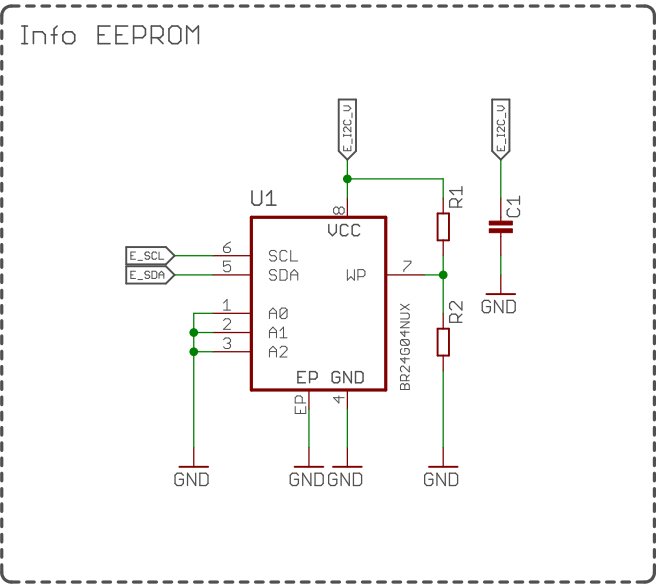 Info EEPROM
E_I2C_V
E_I2C_V
U1
R1
C1
8
VCC
E_SCL
6
SCL
E_SDA
5
SDA
WP
7
1
A0
2
A1
3
A2
GND
R2
BR24G04NUX
EP
GND
EP
4
GND
GND
GND
GND